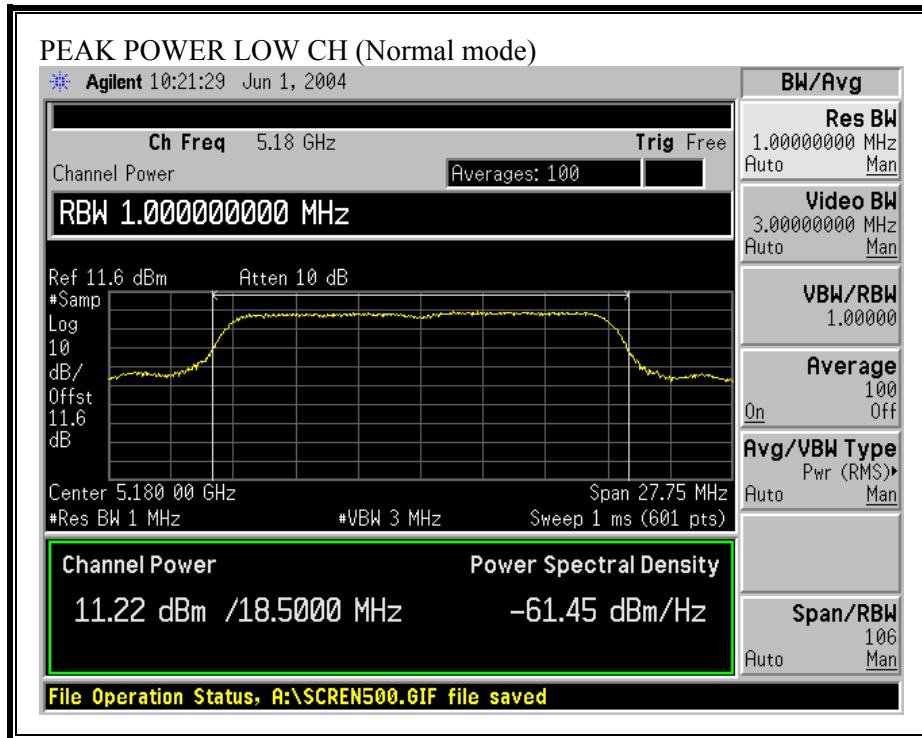 PEAK POWER LOW CH (Normal mode)
Agilent 10:21:29 Jun 1, 2004
BW/Avg
Ch Freq 5.18 GHz Trig Free
Channel Power Averages: 100
RBW 1.000000000 MHz
Ref 11.6 dBm Atten 10 dB
#Samp
Log
10
dB/
Offst
11.6
dB
Center 5.180 00 GHz Span 27.75 MHz
#Res BW 1 MHz #VBW 3 MHz Sweep 1 ms (601 pts)
Channel Power Power Spectral Density
11.22 dBm /18.5000 MHz -61.45 dBm/Hz
File Operation Status, A:\SCREN500.GIF file saved
Res BW
1.00000000 MHz
Auto Man
Video BW
3.00000000 MHz
Auto Man
VBW/RBW
1.00000
Average
100
On Off
Avg/VBW Type
Pwr (RMS)▸
Auto Man
Span/RBW
106
Auto Man